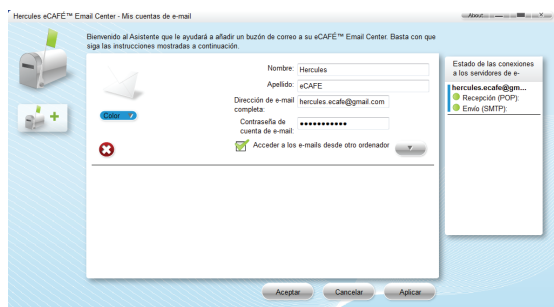 Hercules eCAFÉ™ Email Center - Mis cuentas de e-mail
About
Bienvenido al Asistente que le ayudará a añadir un buzón de correo a su eCAFÉ™ Email Center. Basta con que
siga las instrucciones mostradas a continuación.
Nombre: Hercules
Apellido: eCAFE
Dirección de e-mail
completa: hercules.ecafe@gmail.com
Contraseña de
cuenta de e-mail: •••••••••••
Color
Acceder a los e-mails desde otro ordenador
Estado de las conexiones
a los servidores de e-
hercules.ecafe@gm...
Recepción (POP):
Envío (SMTP):
Aceptar
Cancelar
Aplicar